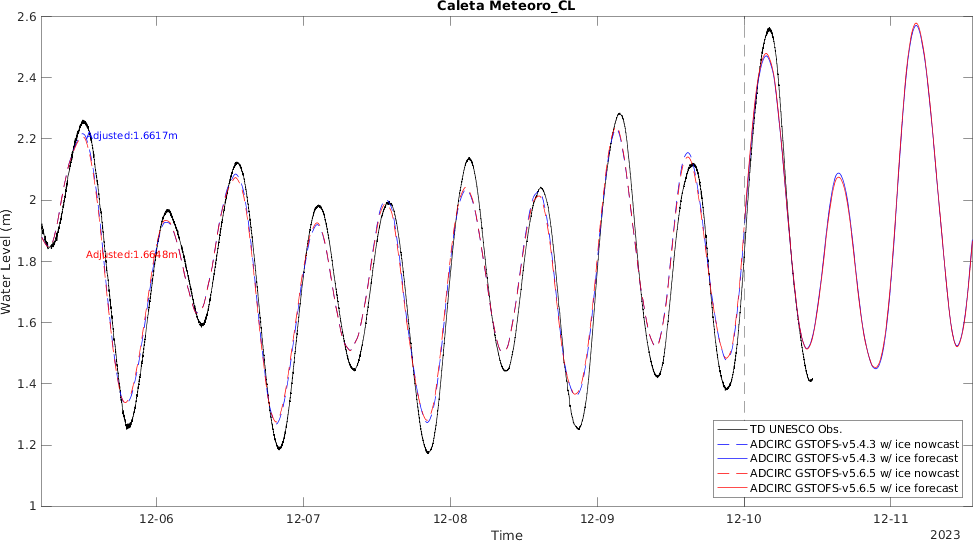 Caleta Meteoro_CL
2.6
2.4
2.2
2
1.8
1.6
1.4
1.2
1
Water Level (m)
Adjusted:1.6617m
Adjusted:1.6648m
TD UNESCO Obs.
ADCIRC GSTOFS-v5.4.3 w/ ice nowcast
ADCIRC GSTOFS-v5.4.3 w/ ice forecast
ADCIRC GSTOFS-v5.6.5 w/ ice nowcast
ADCIRC GSTOFS-v5.6.5 w/ ice forecast
12-06 12-07 12-08 12-09 12-10 12-11
Time
2023